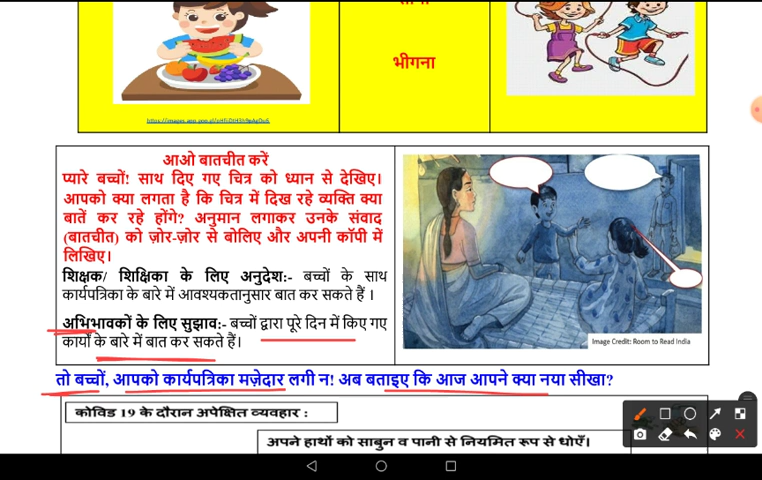 भीगना
आओ बातचीत करें
प्यारे बच्चों! साथ दिए गए चित्र को ध्यान से देखिए।
आपको क्या लगता है कि चित्र में दिख रहे व्यक्ति क्या
बातें कर रहे होंगे? अनुमान लगाकर उनके संवाद
(बातचीत) को ज़ोर-ज़ोर से बोलिए और अपनी कॉपी में
लिखिए।
शिक्षक/ शिक्षिका के लिए अनुदेश:- बच्चों के साथ
कार्यपत्रिका के बारे में आवश्यकतानुसार बात कर सकते हैं ।
अभिभावकों के लिए सुझाव:- बच्चों द्वारा पूरे दिन में किए गए
कार्यों के बारे में बात कर सकते हैं।
Image Credit: Room to Read India
तो बच्चों, आपको कार्यपत्रिका मज़ेदार लगी न! अब बताइए कि आज आपने क्या नया सीखा?
कोविड 19 के दौरान अपेक्षित व्यवहार :
अपने हाथों को साबुन व पानी से नियमित रूप से धोएँ।